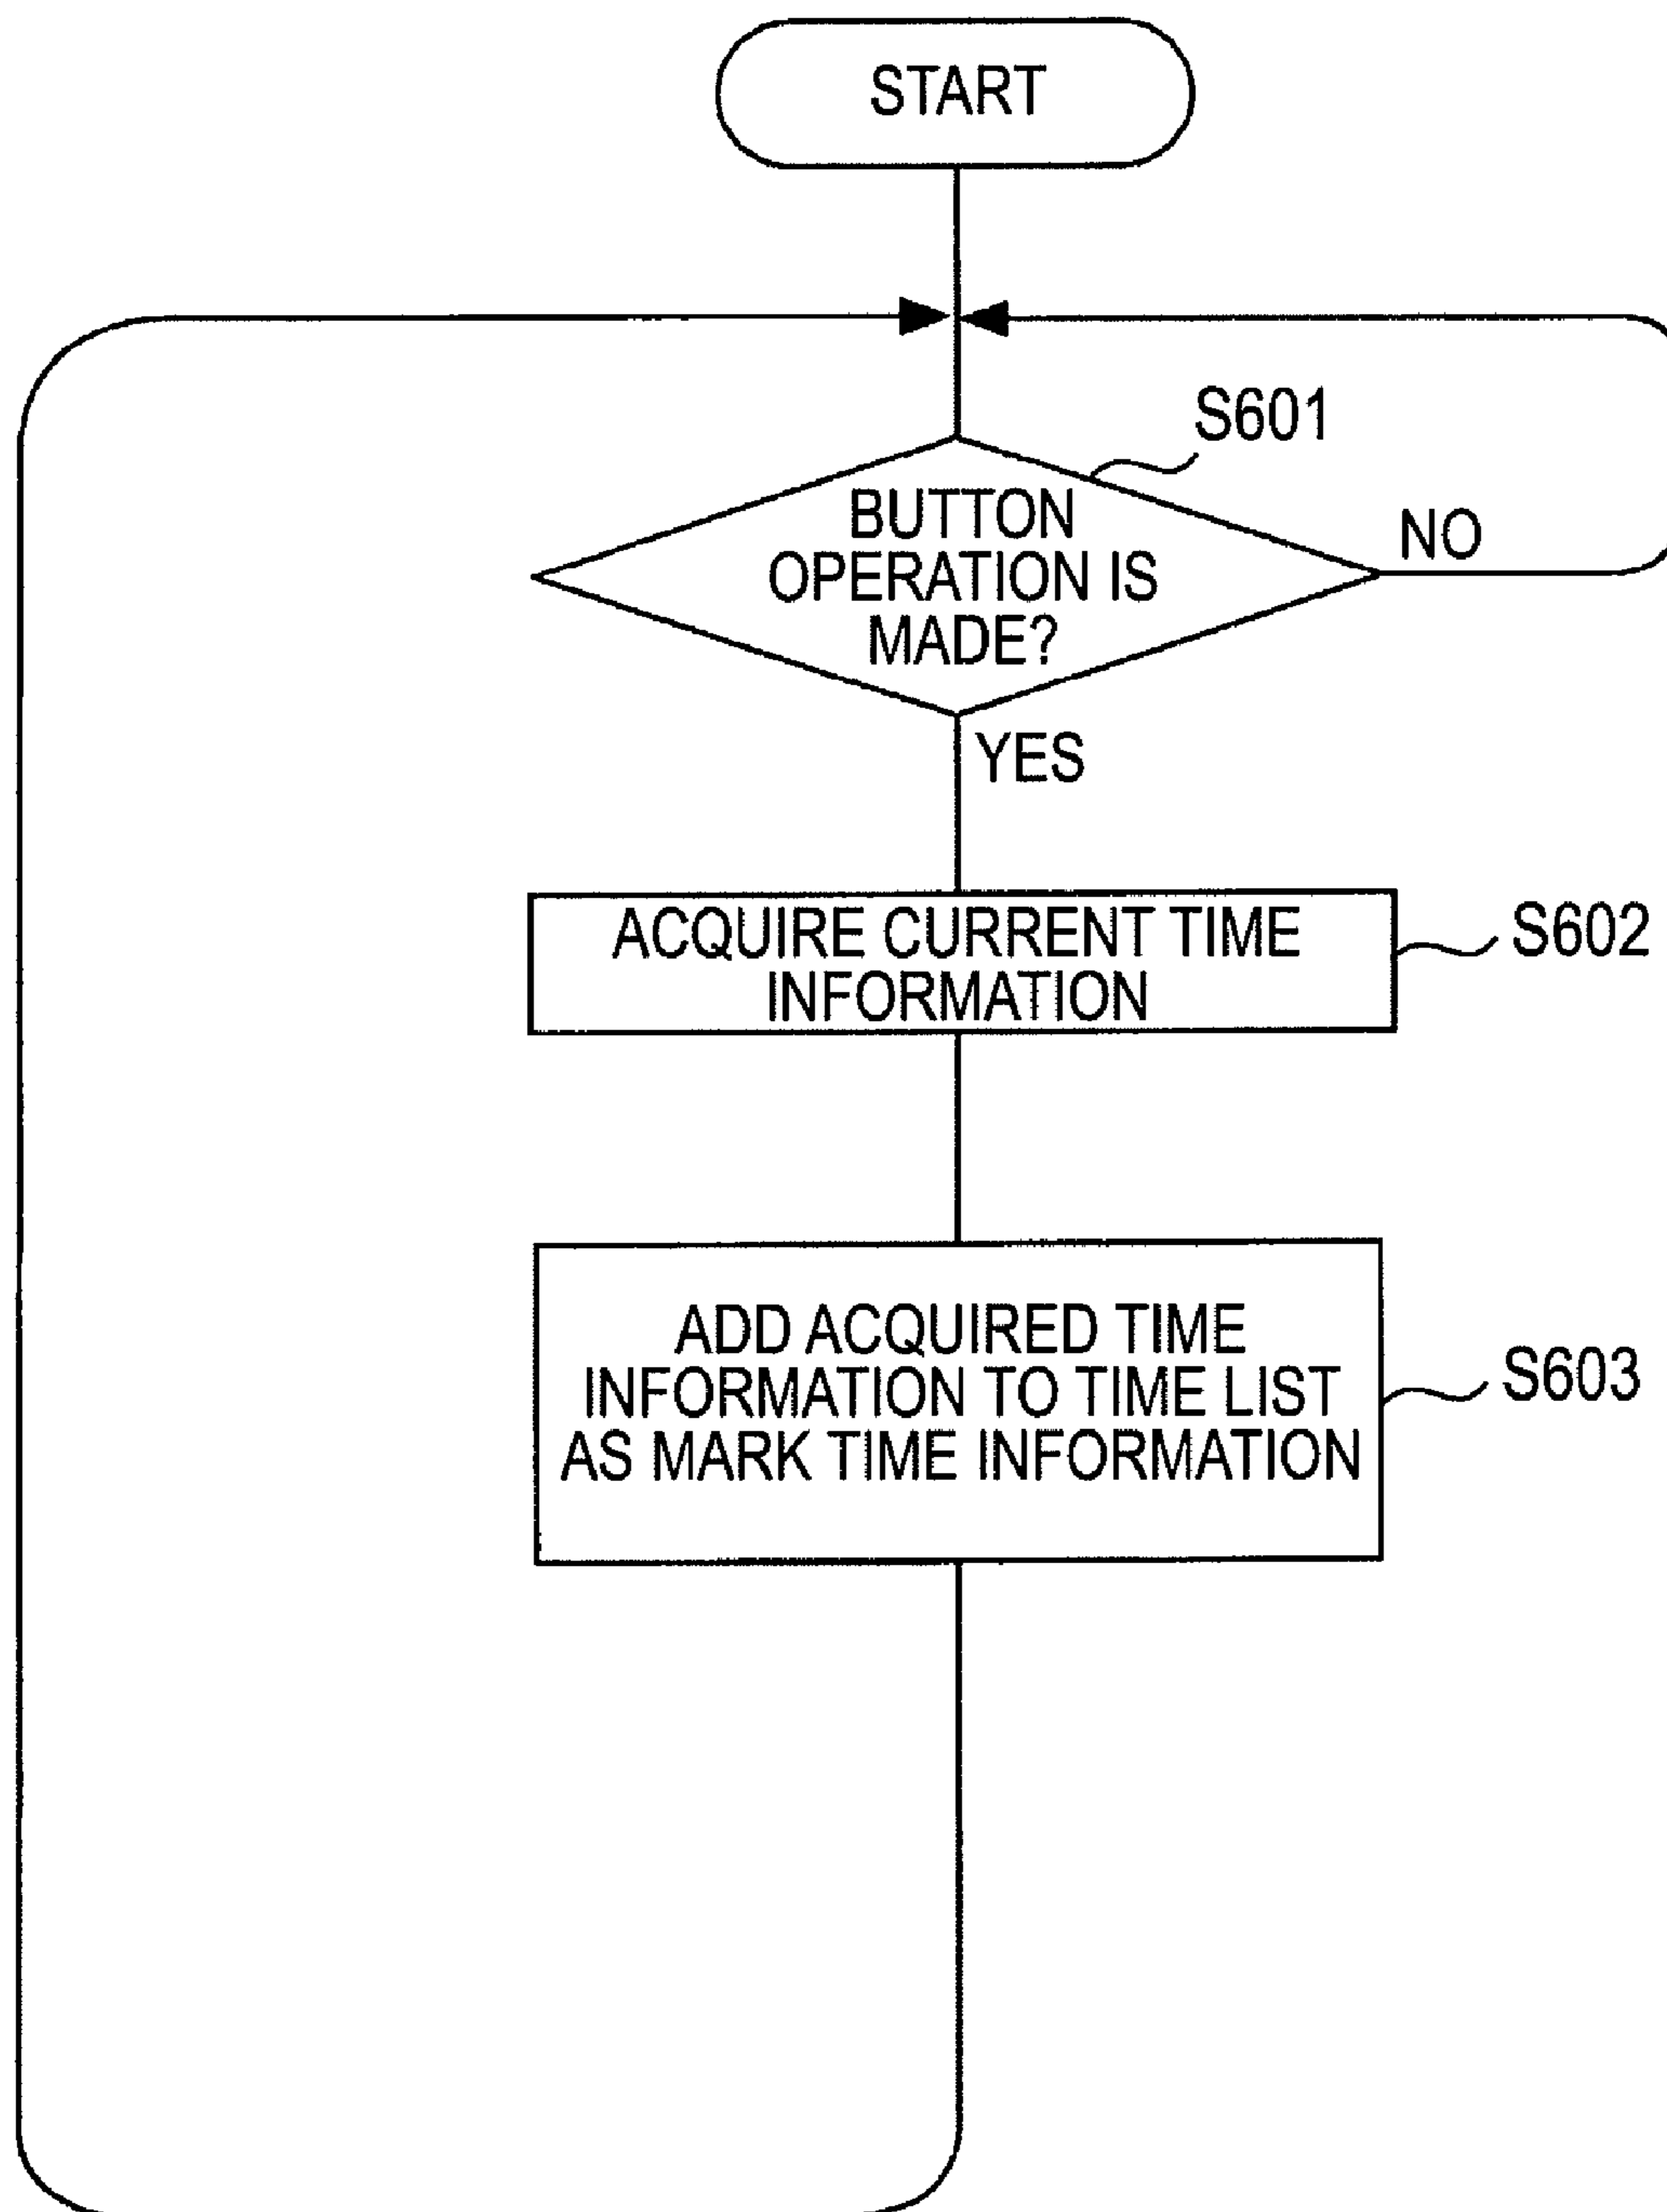 START
S601
BUTTON
OPERATION IS
MADE?
NO
YES
ACQUIRE CURRENT TIME
INFORMATION
S602
ADD ACQUIRED TIME
INFORMATION TO TIME LIST
AS MARK TIME INFORMATION
S603